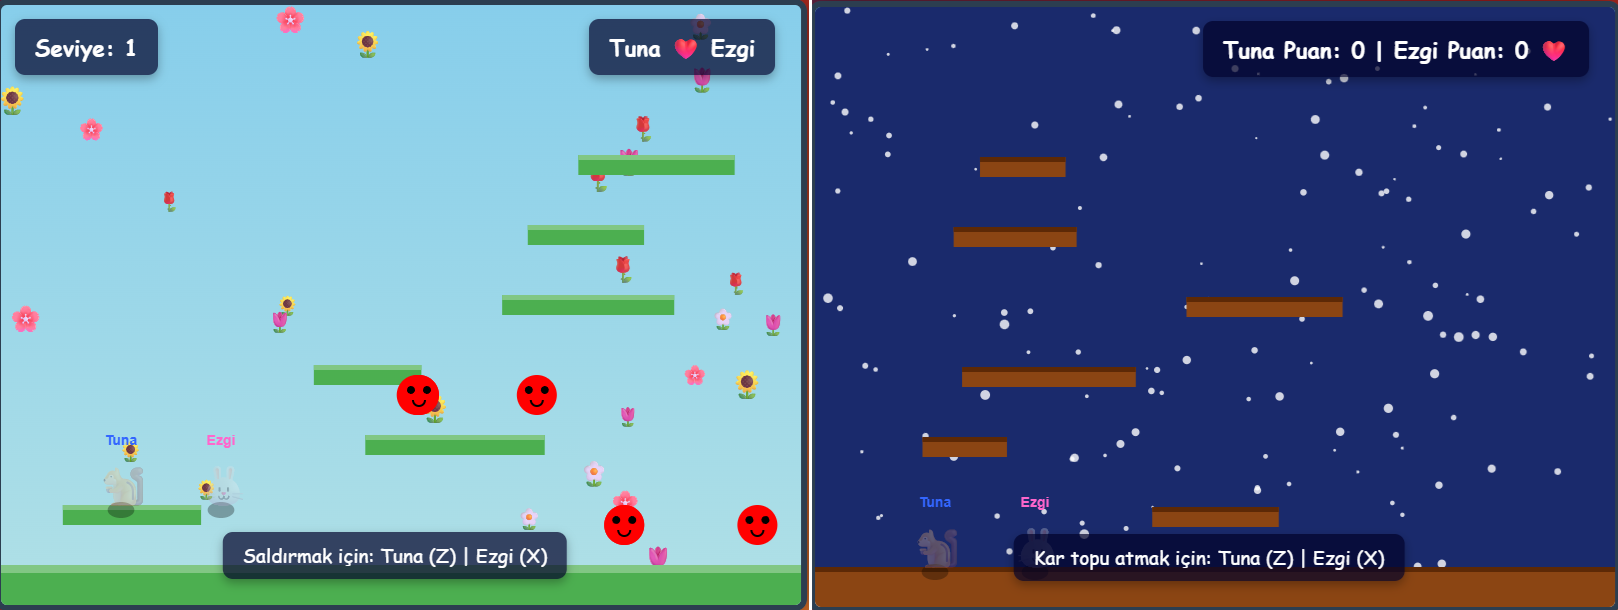 Seviye: 1
Tuna ❤️ Ezgi
Tuna
Ezgi
Saldırmak için: Tuna (Z) | Ezgi (X)
Tuna Puan: 0 | Ezgi Puan: 0 ❤️
Tuna
Ezgi
Kar topu atmak için: Tuna (Z) | Ezgi (X)